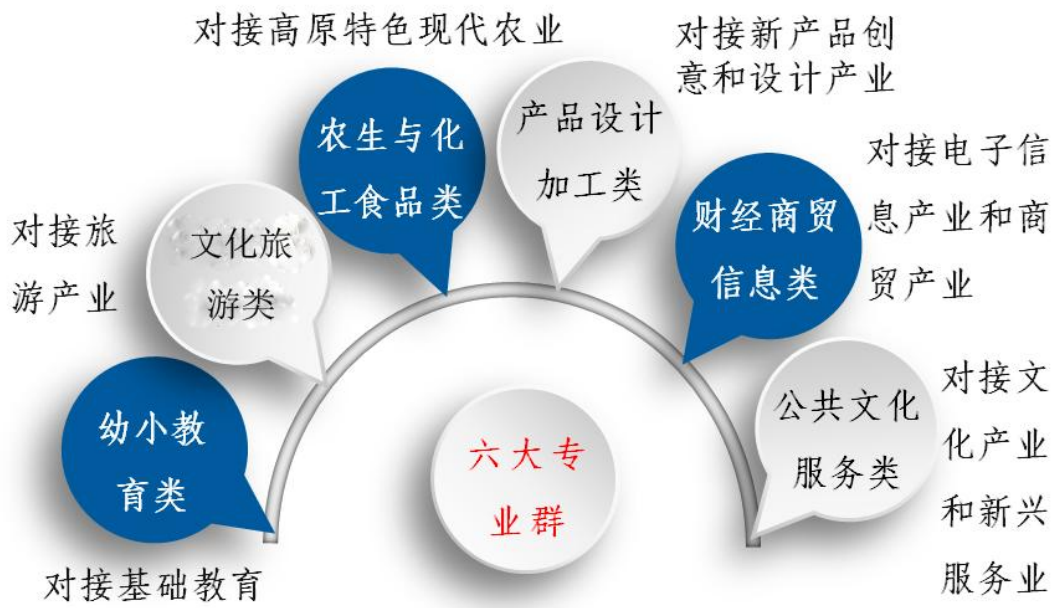 对接高原特色现代农业
对接新产品创
意和设计产业
农生与化
工食品类
产品设计
加工类
对接电子信
息产业和商
贸产业
财经商贸
信息类
对接旅
游产业
文化旅
游类
幼小教
育类
对接基础教育
六大专
业群
公共文化
服务类
对接文
化产业
和新兴
服务业